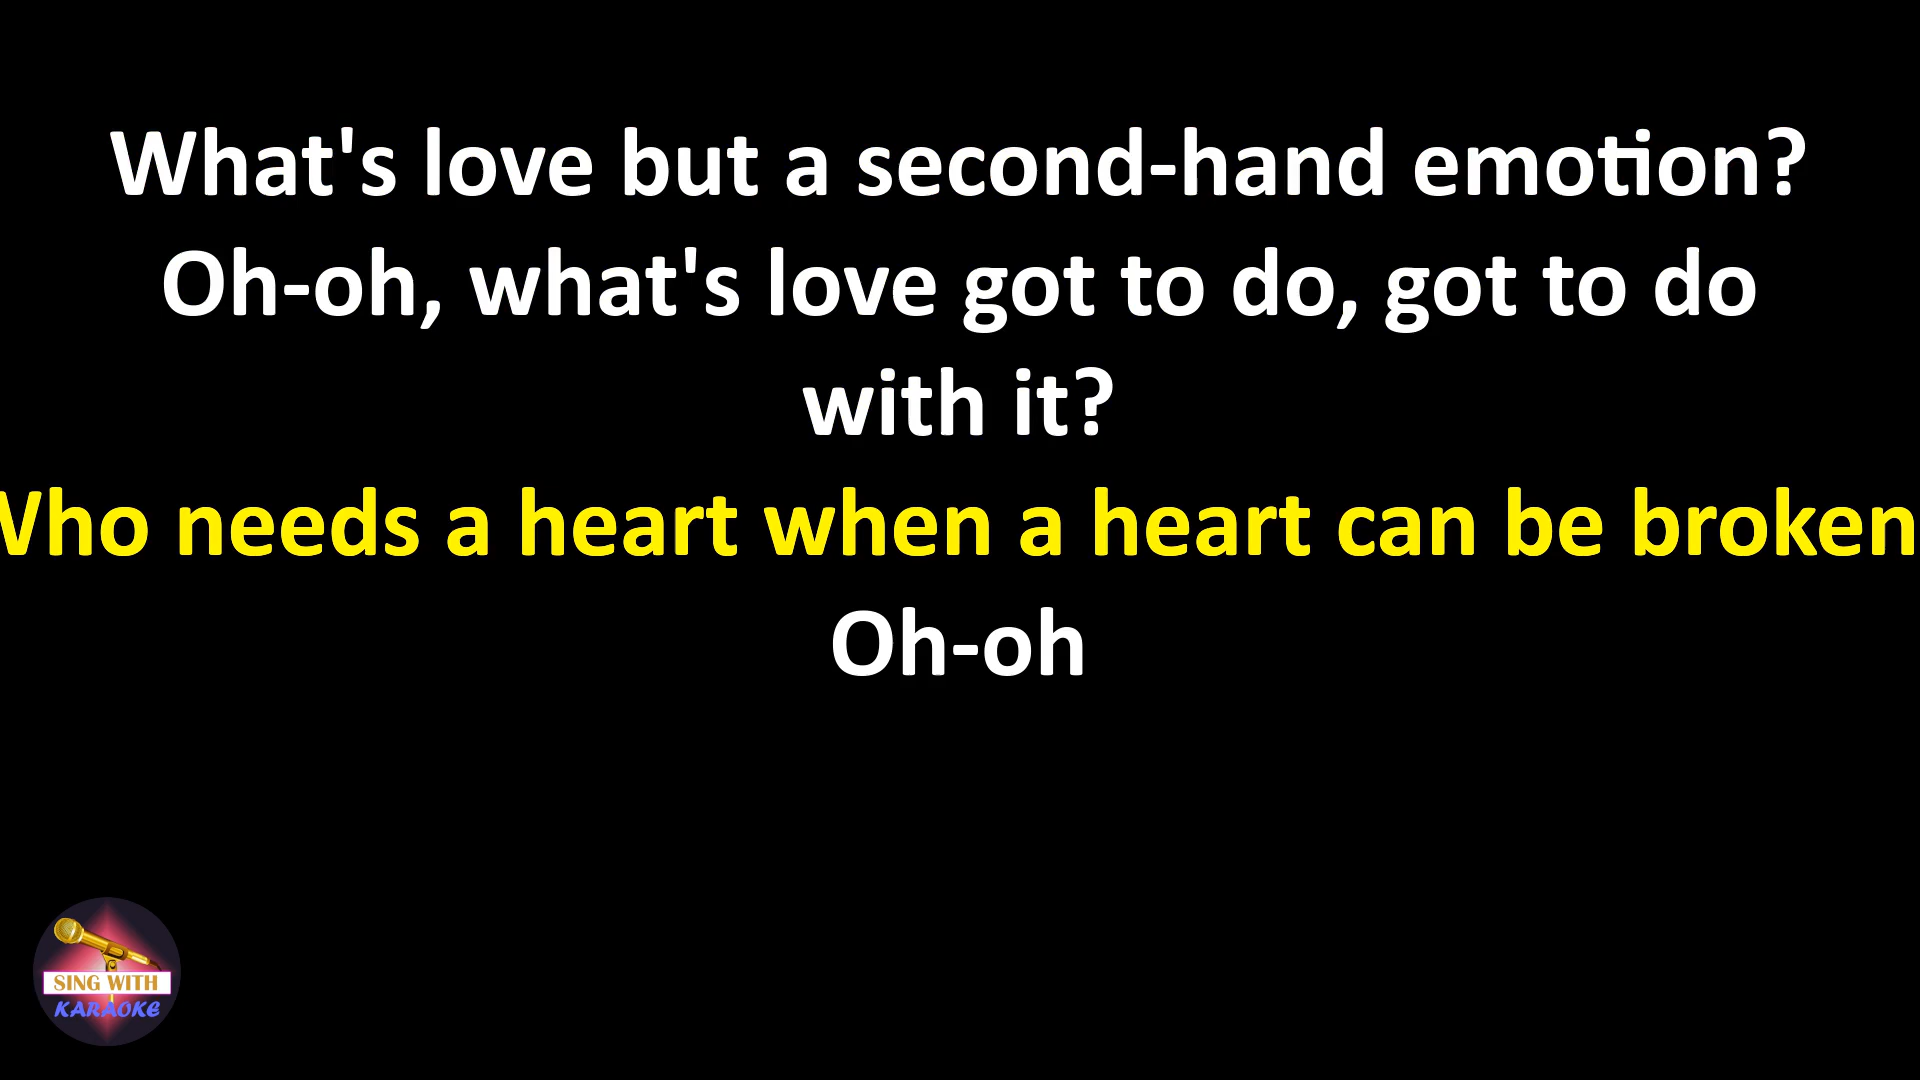 What's love but a second-hand emotion?
Oh-oh, what's love got to do, got to do
with it?
Who needs a heart when a heart can be broken
Oh-oh
SING WITH
KARAOKE